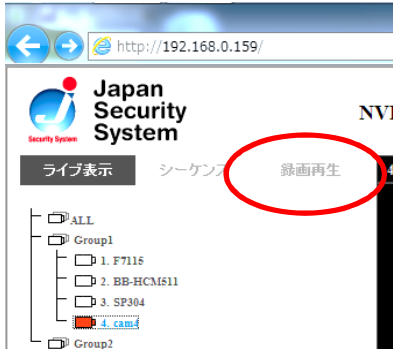 http://192.168.0.159/
Japan
Security
System
Security System
ライブ表示 シーケンス 録画再生
ALL
Group1
1. F7115
2. BB-HCM511
3. SP304
4. cam4
Group2